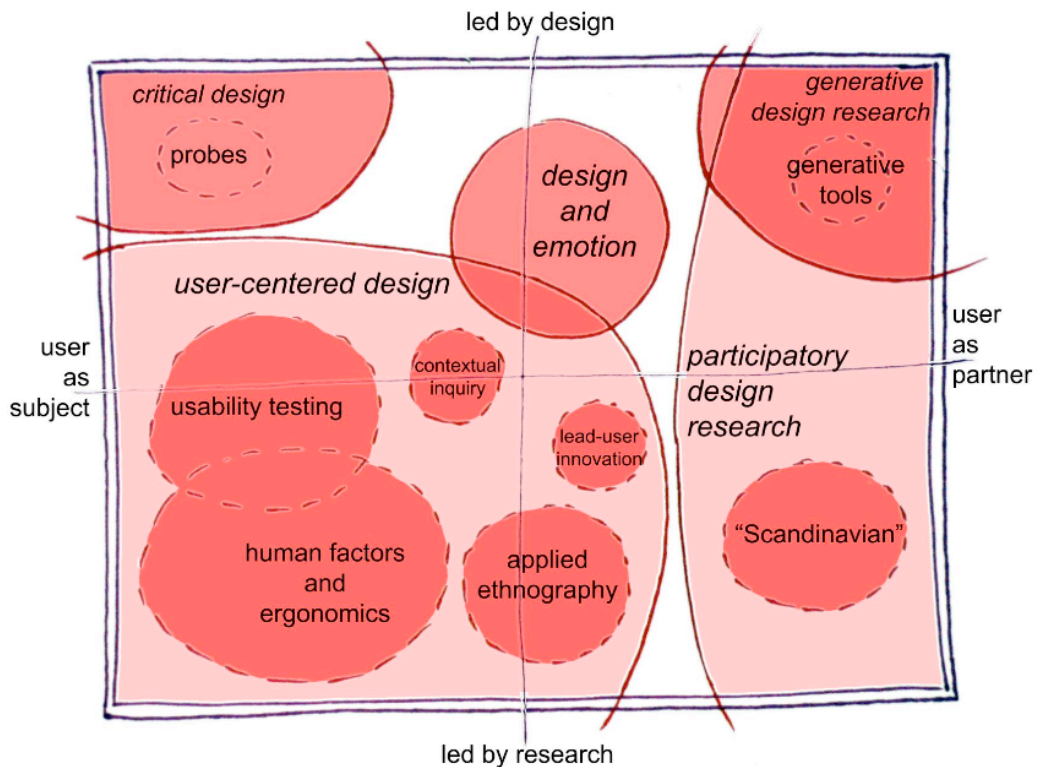 led by design
critical design
probes
generative
design research
generative
tools
design
and
emotion
user-centered design
user
as
subject
user
as
partner
contextual
inquiry
participatory
design
research
usability testing
lead-user
innovation
human factors
and
ergonomics
applied
ethnography
“Scandinavian”
led by research